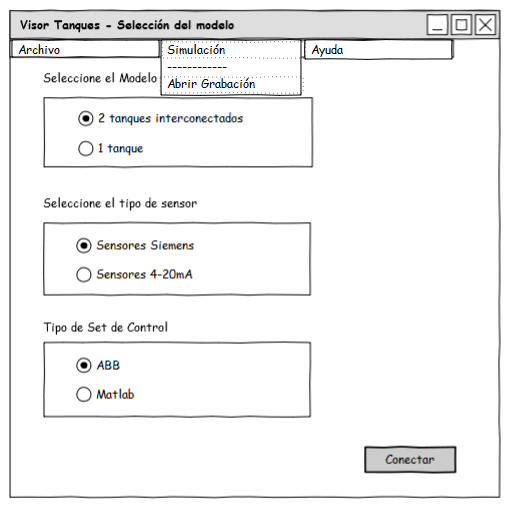 Visor Tanques - Selección del modelo
Archivo
Simulación
Ayuda
------------
Abrir Grabación
Seleccione el Modelo
2 tanques interconectados
1 tanque
Seleccione el tipo de sensor
Sensores Siemens
Sensores 4-20mA
Tipo de Set de Control
ABB
Matlab
Conectar